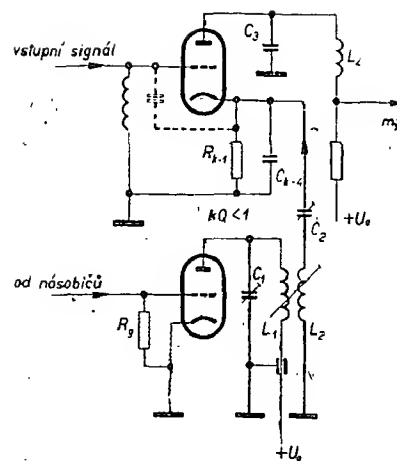 C3
vstupní signál
L4
Rk-1
Ck-4
kQ<1
+Ua
C2
od násobičů
C1
Rg
L1
L2
+Ua